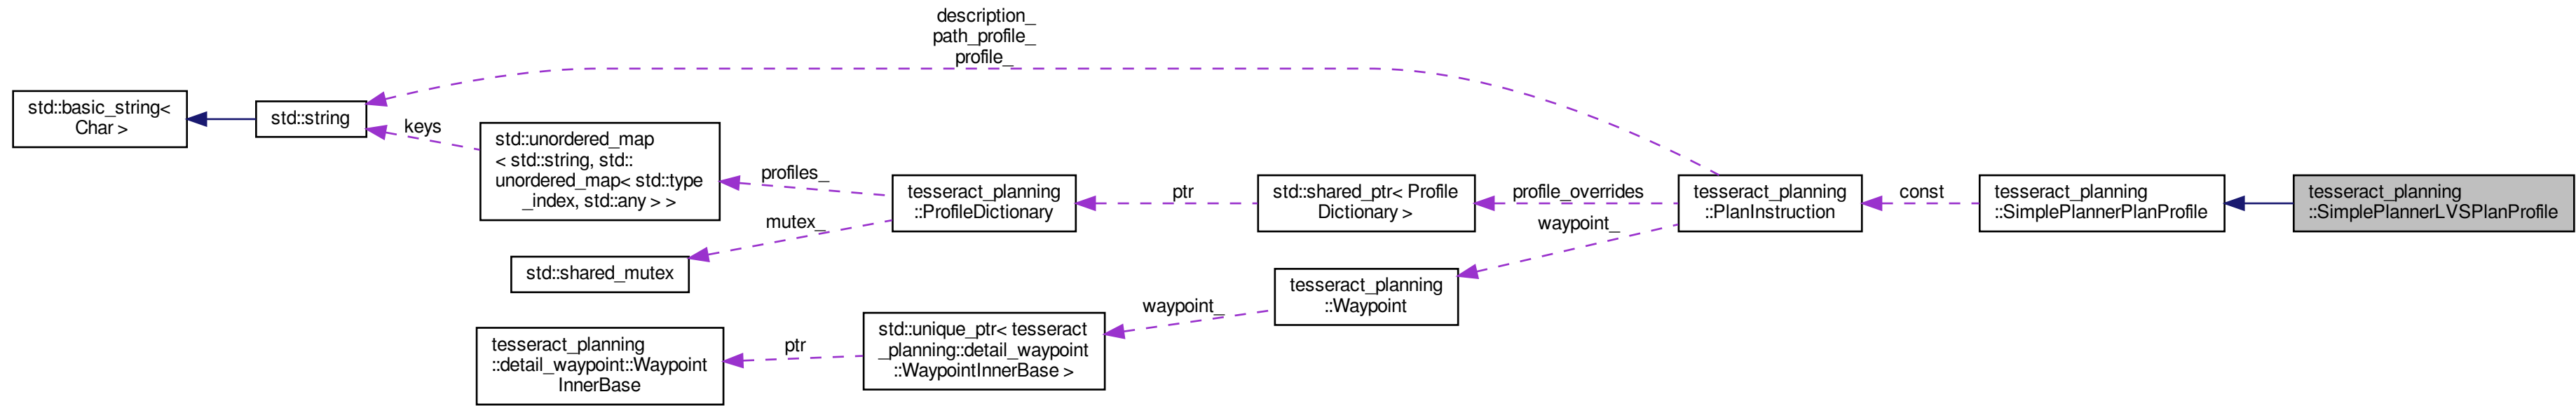 description_
path_profile_
profile_
std::basic_string<
Char >
std::string
keys
std::unordered_map
< std::string, std::
unordered_map< std::type
_index, std::any > >
profiles_
mutex_
std::shared_mutex
tesseract_planning
::ProfileDictionary
ptr
std::shared_ptr< Profile
Dictionary >
profile_overrides
waypoint_
tesseract_planning
::PlanInstruction
const
tesseract_planning
::SimplePlannerPlanProfile
tesseract_planning
::SimplePlannerLVSPlanProfile
tesseract_planning
::Waypoint
waypoint_
std::unique_ptr< tesseract
_planning::detail_waypoint
::WaypointInnerBase >
ptr
tesseract_planning
::detail_waypoint::Waypoint
InnerBase